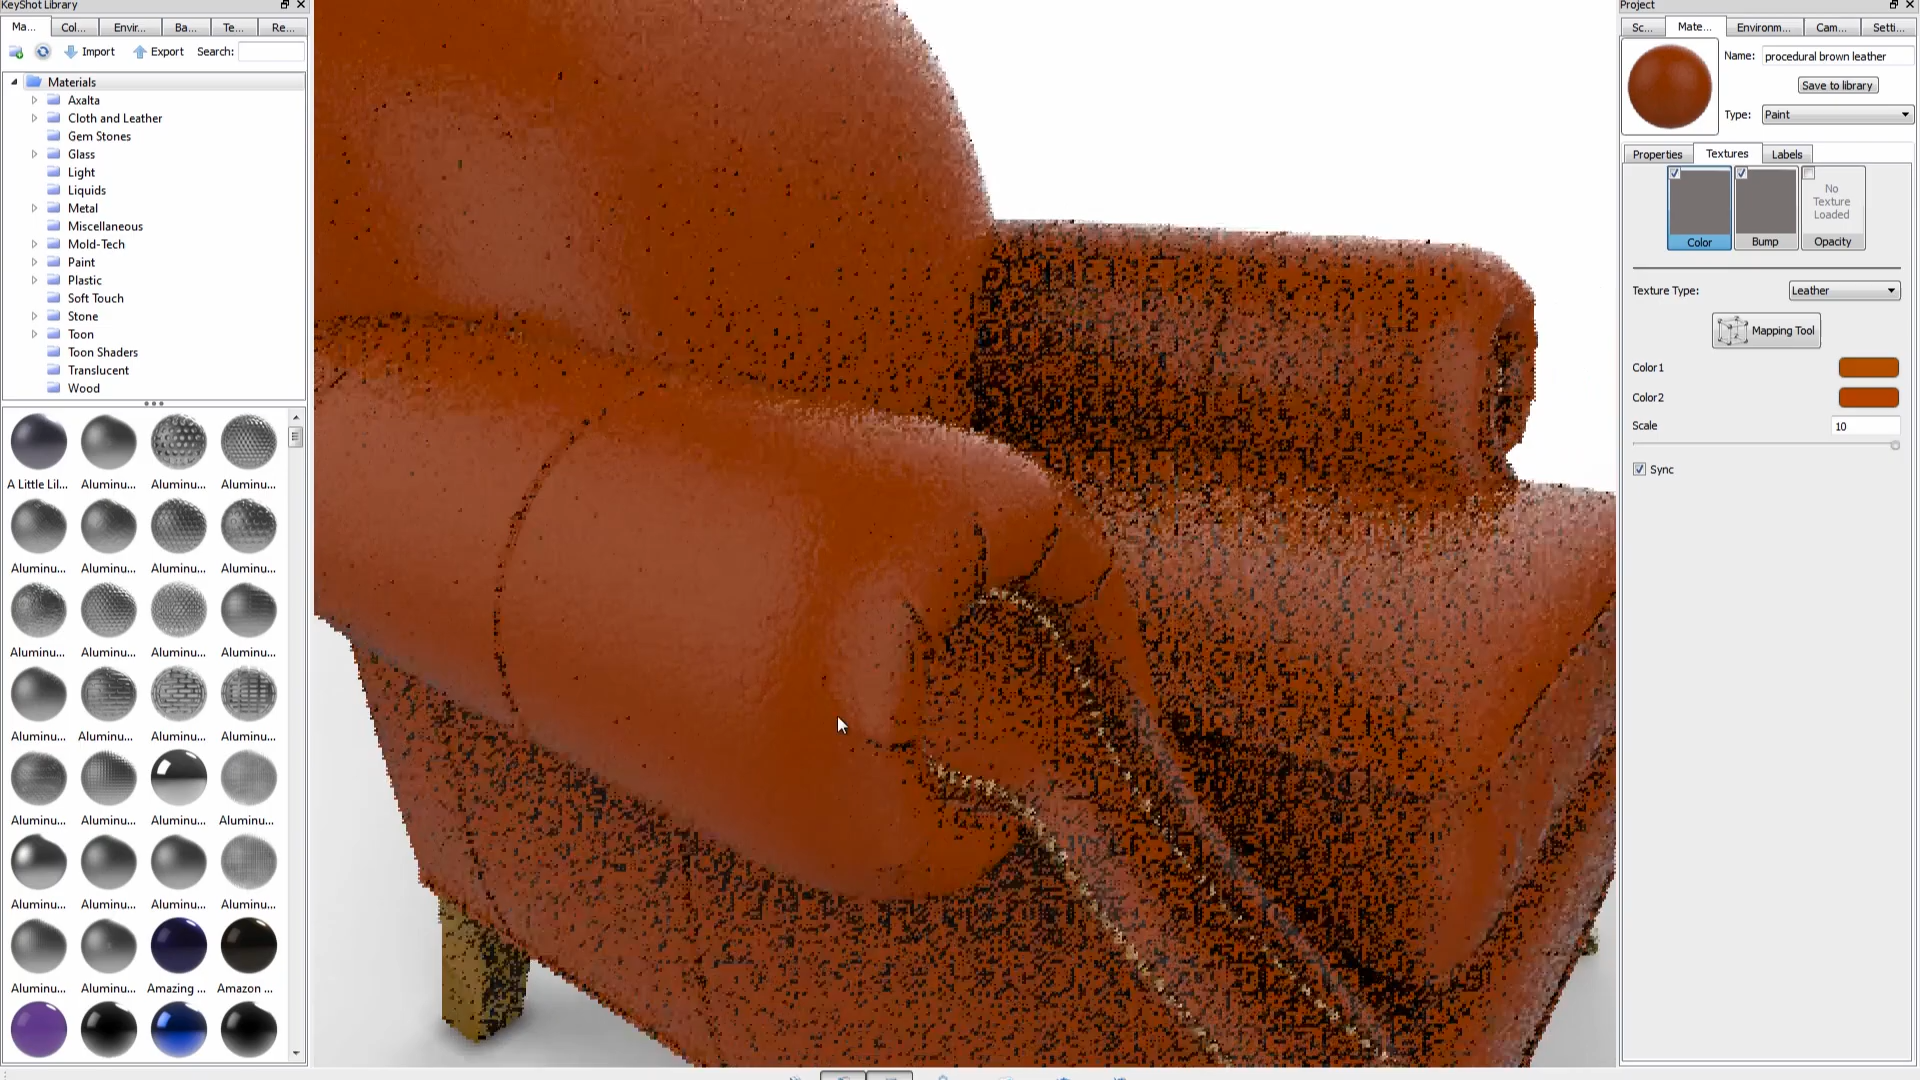 KeyShot Library
Ma...
Col...
Envir...
Ba...
Te...
Re...
Import
Export
Search:
Materials
Axalta
Cloth and Leather
Gem Stones
Glass
Light
Liquids
Metal
Miscellaneous
Mold-Tech
Paint
Plastic
Soft Touch
Stone
Toon
Toon Shaders
Translucent
Wood
A Little Lil... Aluminu... Aluminu... Aluminu...
Aluminu... Aluminu... Aluminu... Aluminu...
Aluminu... Aluminu... Aluminu... Aluminu...
Aluminu... Aluminu... Aluminu... Aluminu...
Aluminu... Aluminu... Aluminu... Aluminu...
Aluminu... Aluminu... Aluminu... Aluminu...
Aluminu... Aluminu... Amazing ... Amazon ...
Project
Sc...
Mate...
Environm...
Cam...
Setti...
Name: procedural brown leather
Save to library
Type: Paint
Properties
Textures
Labels
Color
Bump
No
Texture
Loaded
Opacity
Texture Type: Leather
Mapping Tool
Color1
Color2
Scale 10
Sync